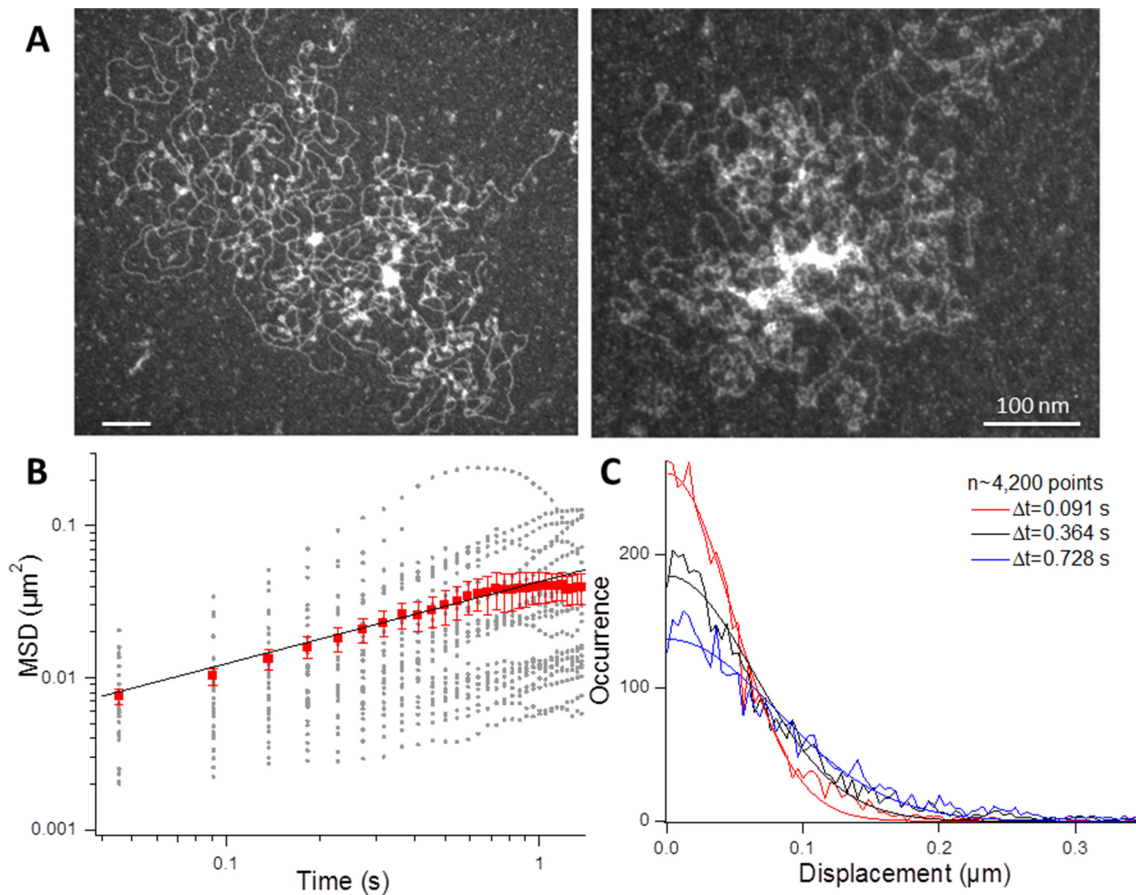 A
100 nm
B
MSD (µm²)
0.1
0.01
0.001
0.1
1
Time (s)
C
n~4,200 points
Δt=0.091 s
Δt=0.364 s
Δt=0.728 s
Occurrence
200
100
0
0.0
0.1
0.2
0.3
Displacement (µm)